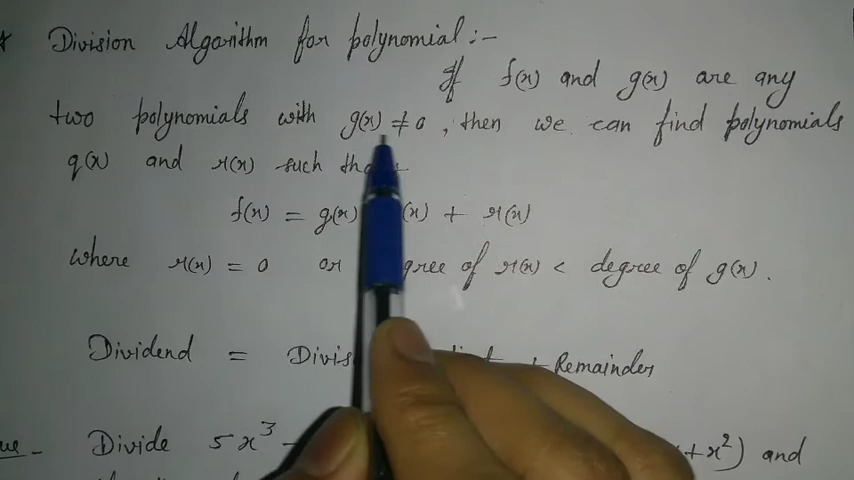 Division Algorithm for polynomial :-
If f(x) and g(x) are any
two polynomials with g(x) ≠ 0, then we can find polynomials
q(x) and r(x) such
f(x) = g(x) (x) + r(x)
where r(x) = 0 or gree of r(x) < degree of g(x).
Dividend = Divis + Remainder
Divide 5x³ - + x²) and